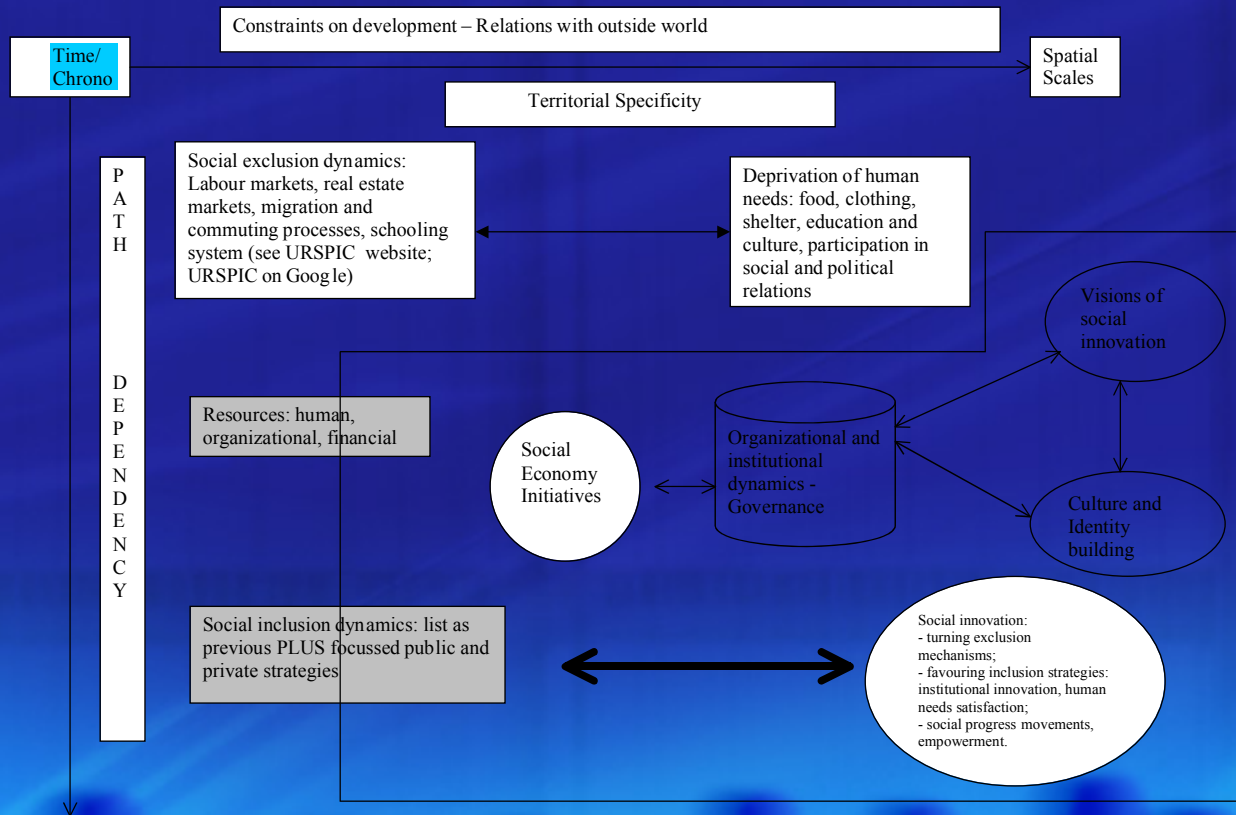 Constraints on development – Relations with outside world
Time/
Chrono
Spatial
Scales
Territorial Specificity
P
A
T
H
D
E
P
E
N
D
E
N
C
Y
Social exclusion dynamics:
Labour markets, real estate
markets, migration and
commuting processes, schooling
system (see URSPIC website;
URSPIC on Google)
Deprivation of human
needs: food, clothing,
shelter, education and
culture, participation in
social and political
relations
Visions of
social
innovation
Resources: human,
organizational, financial
Social
Economy
Initiatives
Organizational and
institutional
dynamics -
Governance
Culture and
Identity
building
Social inclusion dynamics: list as
previous PLUS focussed public and
private strategies
Social innovation:
- turning exclusion
mechanisms;
- favouring inclusion strategies:
institutional innovation, human
needs satisfaction;
- social progress movements,
empowerment.